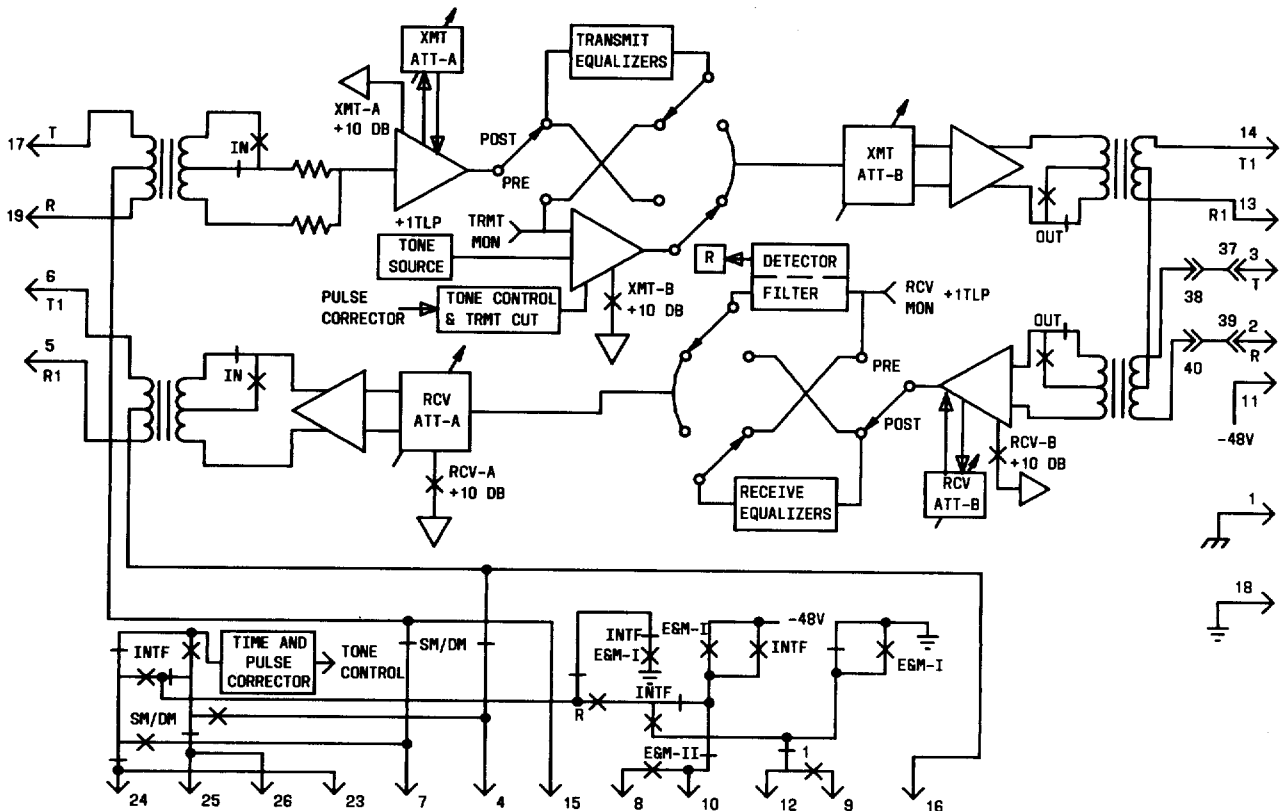 XMT
ATT-A
TRANSMIT
EQUALIZERS
XMT-A
+10 DB
17
T
IN
POST
PRE
XMT
ATT-B
14
T1
19
R
+1TLP
TRMT
MON
TONE
SOURCE
R
DETECTOR
FILTER
RCV
MON
+1TLP
OUT
13
R1
6
T1
PULSE
CORRECTOR
TONE CONTROL
& TRMT CUT
XMT-B
+10 DB
37
3
T
38
OUT
39
2
R
40
5
R1
IN
RCV
ATT-A
PRE
POST
11
-48V
RCV-A
+10 DB
RECEIVE
EQUALIZERS
RCV
ATT-B
RCV-B
+10 DB
1
18
INTF
TIME AND
PULSE
CORRECTOR
TONE
CONTROL
SM/DM
INTF
E&M-I
E&M-I
-48V
INTF
E&M-I
SM/DM
R
INTF
E&M-II
1
24
25
26
23
7
4
15
8
10
12
9
16